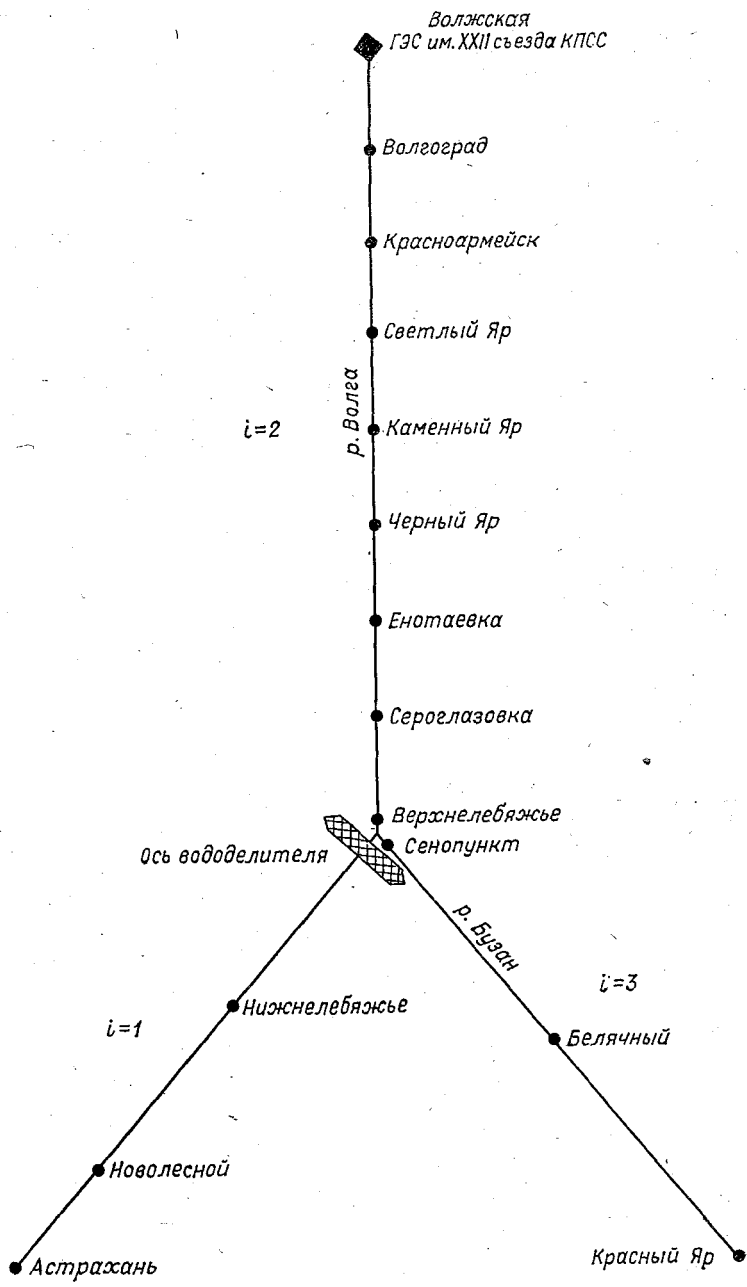 Волжская
ГЭС им. XXII съезда КПСС
Волгоград
Красноармейск
Светлый Яр
р. Волга
i=2
Каменный Яр
Черный Яр
Енотаевка
Сероглазовка
Верхнелебяжье
Сенопункт
Ось вододелителя
р. Бузан
i=3
Нижнелебяжье
i=1
Белячный
Новолесной
Красный Яр
Астрахань